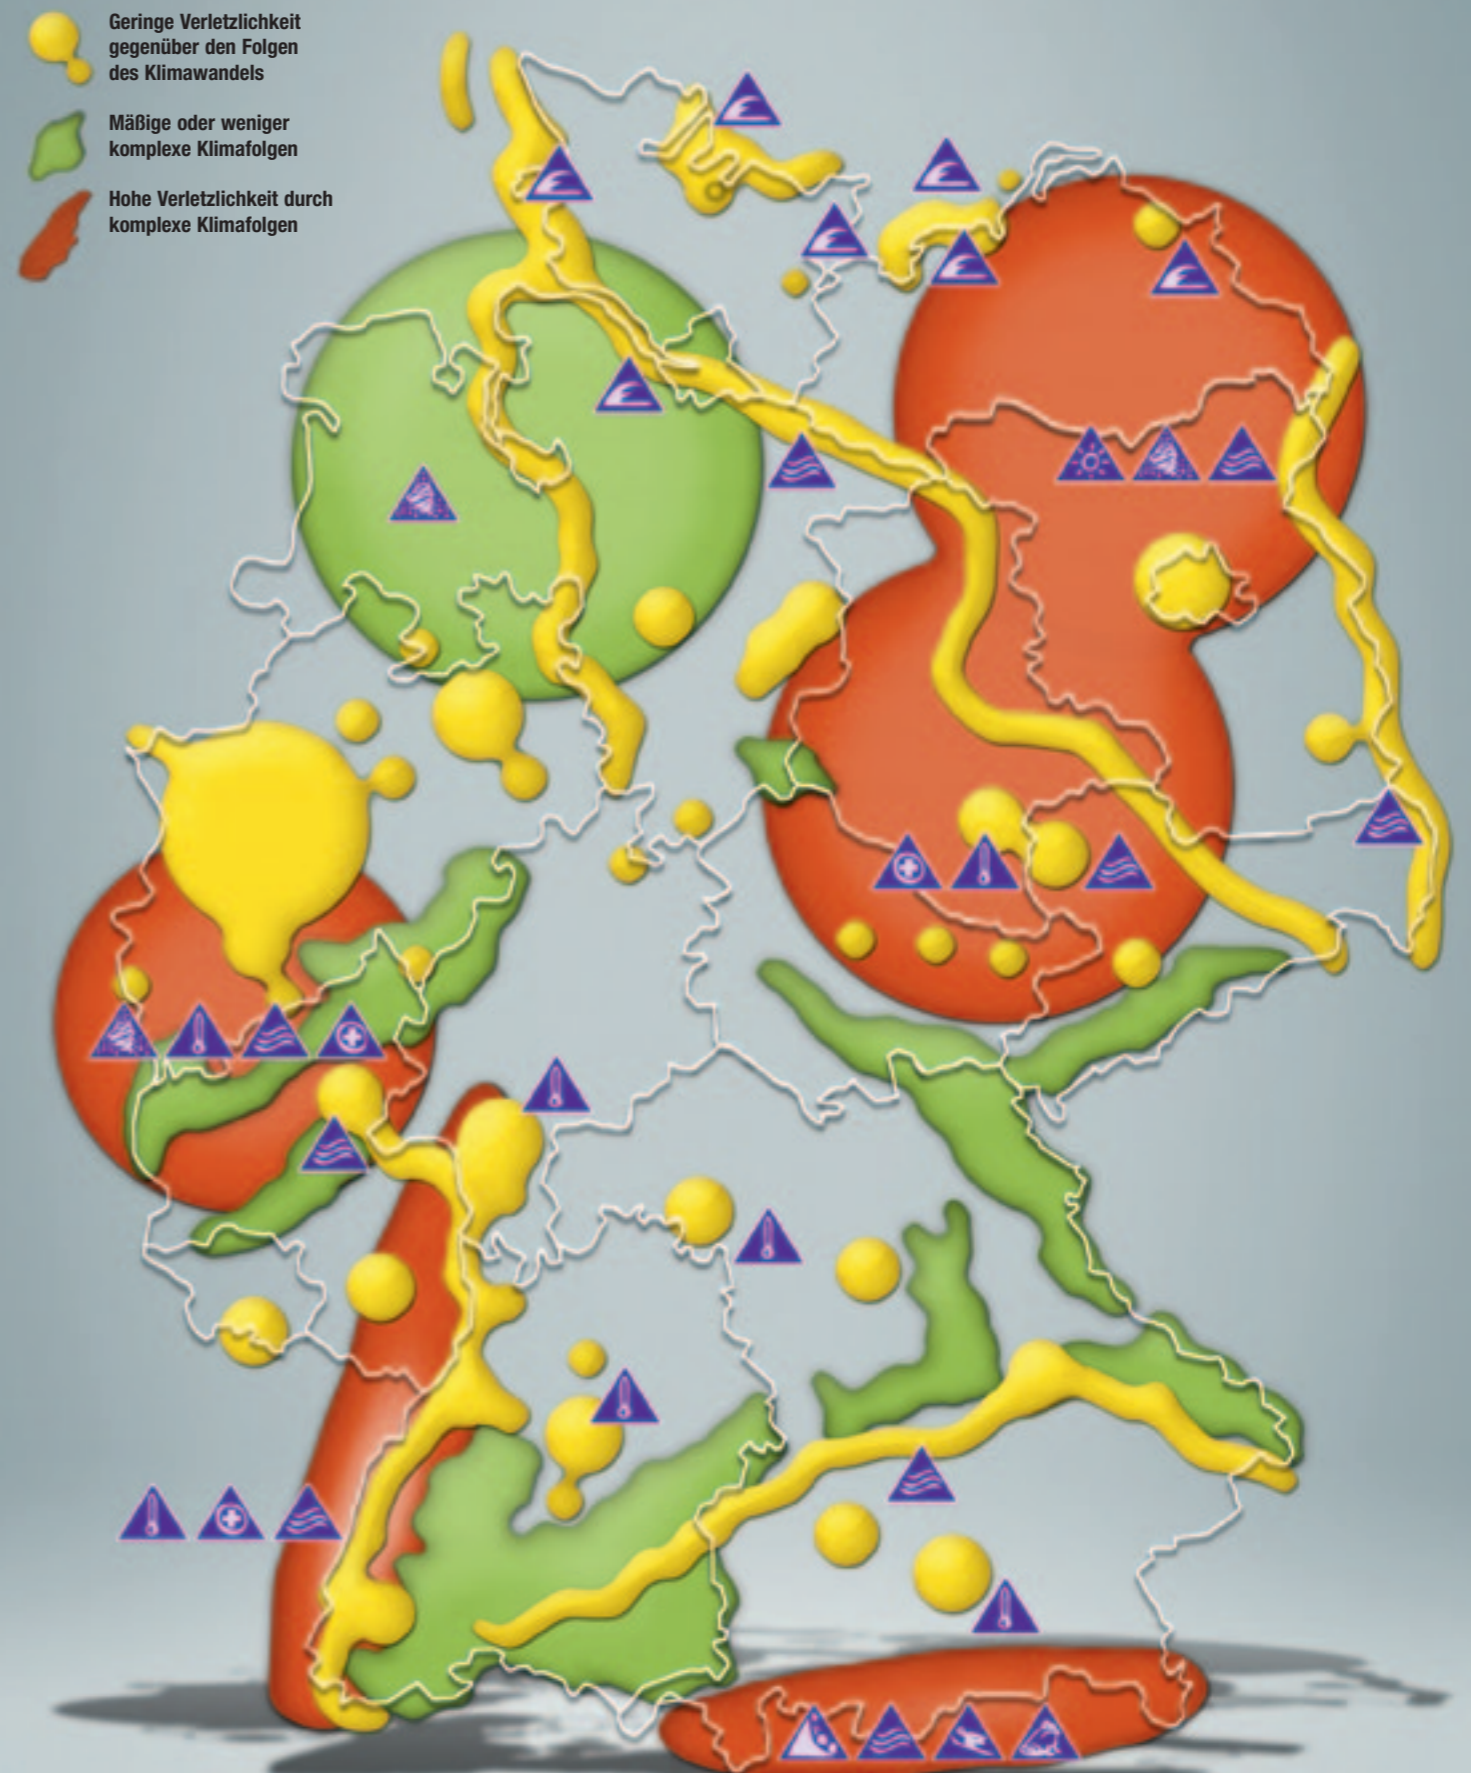 Geringe Verletzlichkeit
gegenüber den Folgen
des Klimawandels
Mäßige oder weniger
komplexe Klimafolgen
Hohe Verletzlichkeit durch
komplexe Klimafolgen